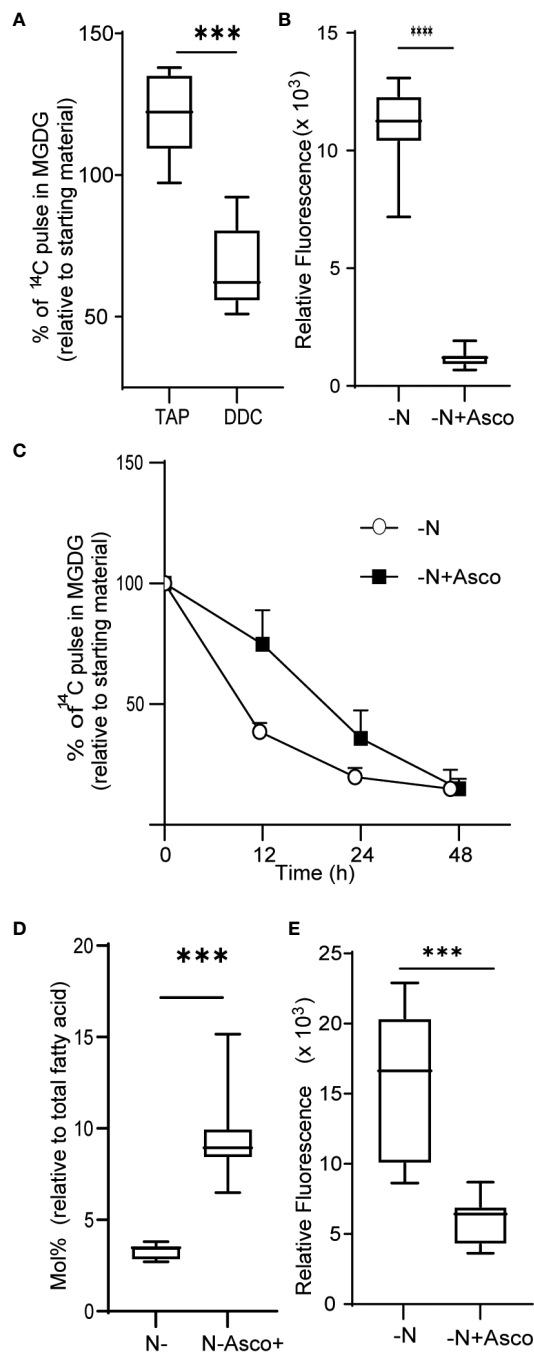 A
% of ¹⁴C pulse in MGDG
(relative to starting material)
150
100
50
***
TAP DDC
B
Relative Fluorescence (x 10³)
15
10
5
0
****
-N -N+Asco
C
% of ¹⁴C pulse in MGDG
(relative to starting material)
150
100
50
-N
-N+Asco
0 12 24 48
Time (h)
D
Mol% (relative to total fatty acid)
20
15
10
5
0
***
N- N-Asco+
E
Relative Fluorescence (x 10³)
25
20
15
10
5
0
***
-N -N+Asco